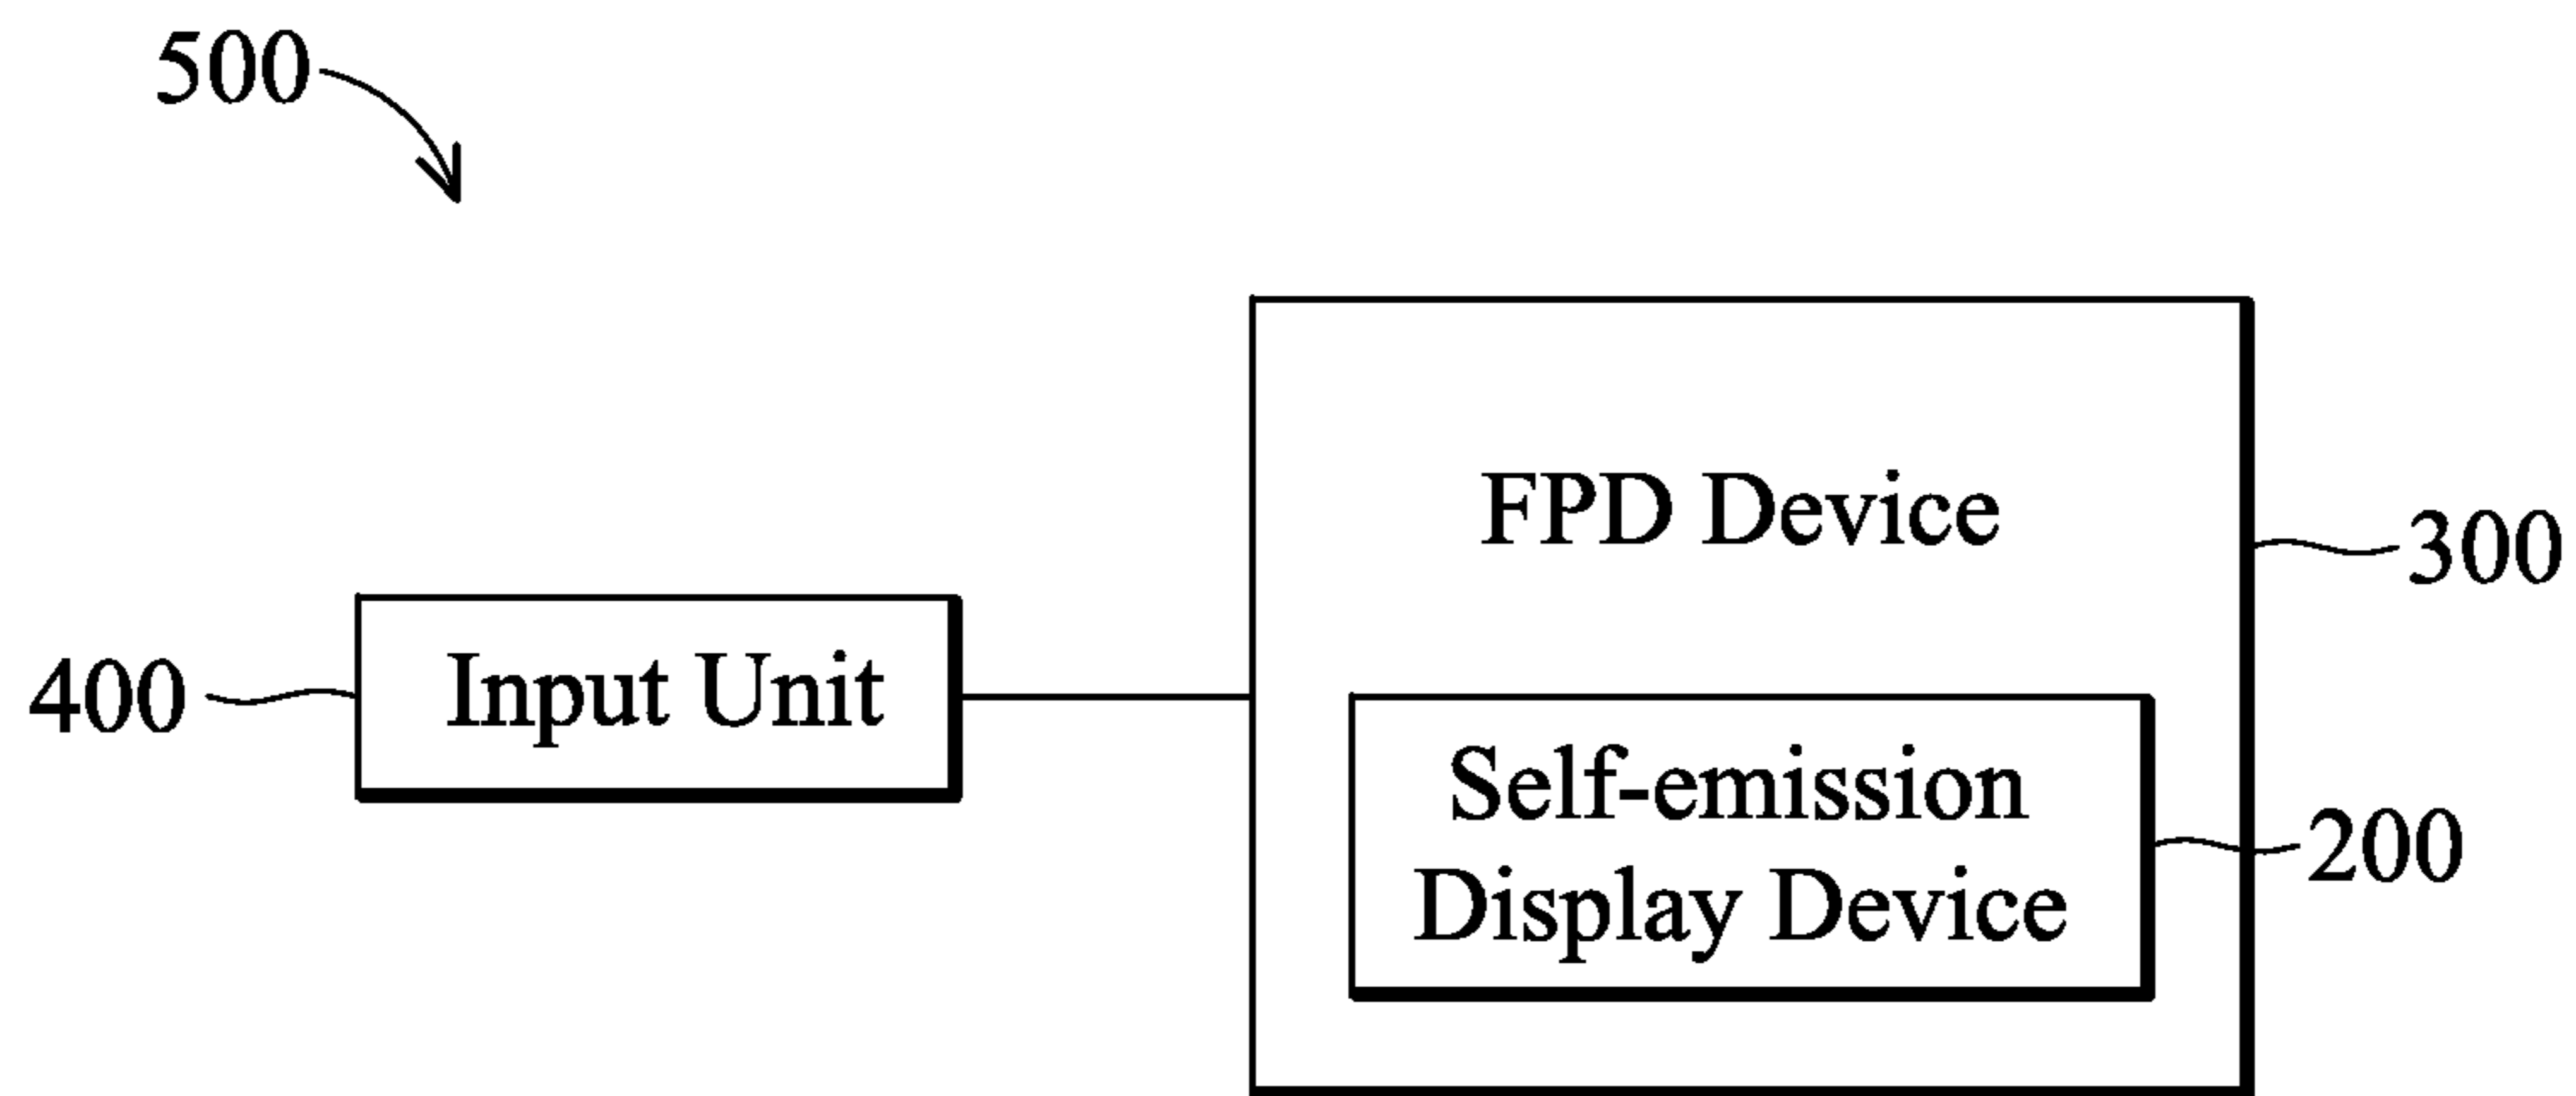 500
FPD Device
300
400
Input Unit
Self-emission
Display Device
200